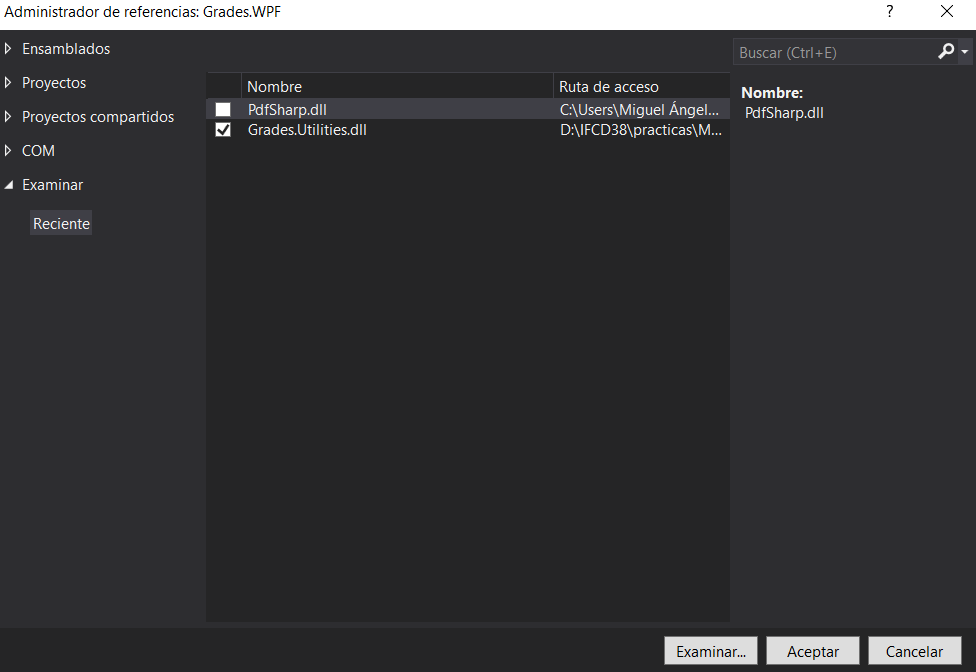 Administrador de referencias: Grades.WPF
?
Ensamblados
Proyectos
Proyectos compartidos
COM
Examinar
Reciente
Nombre Ruta de acceso
PdfSharp.dll C:\Users\Miguel Ángel...
Grades.Utilities.dll D:\IFCD38\practicas\M...
Buscar (Ctrl+E)
Nombre:
PdfSharp.dll
Examinar... Aceptar Cancelar